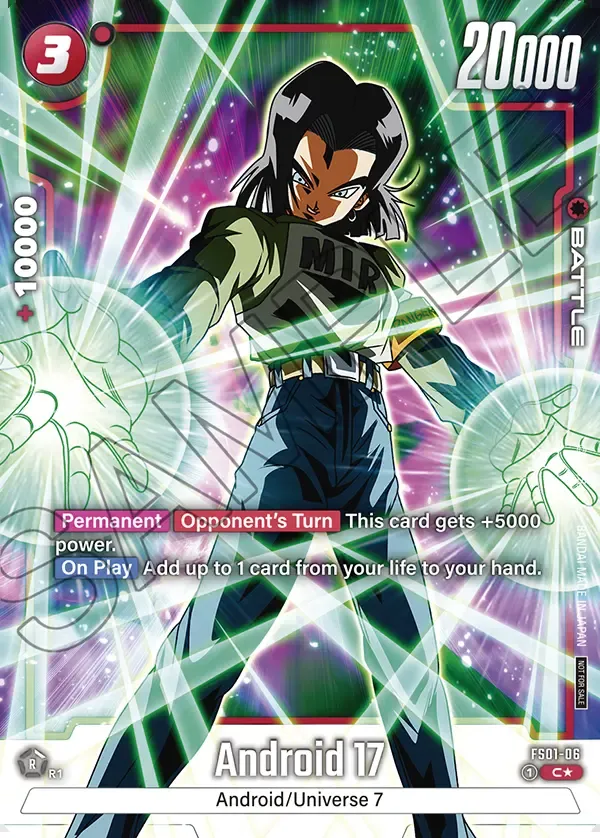 3
20000
+ 10000
BATTLE
MIR
RANGER
SAMPLE
Permanent Opponent's Turn This card gets +5000
power.
On Play Add up to 1 card from your life to your hand.
BANDAI MADE IN JAPAN
NOT FOR SALE
R
R1
Android 17
FS01-06
1 C★
Android/Universe 7